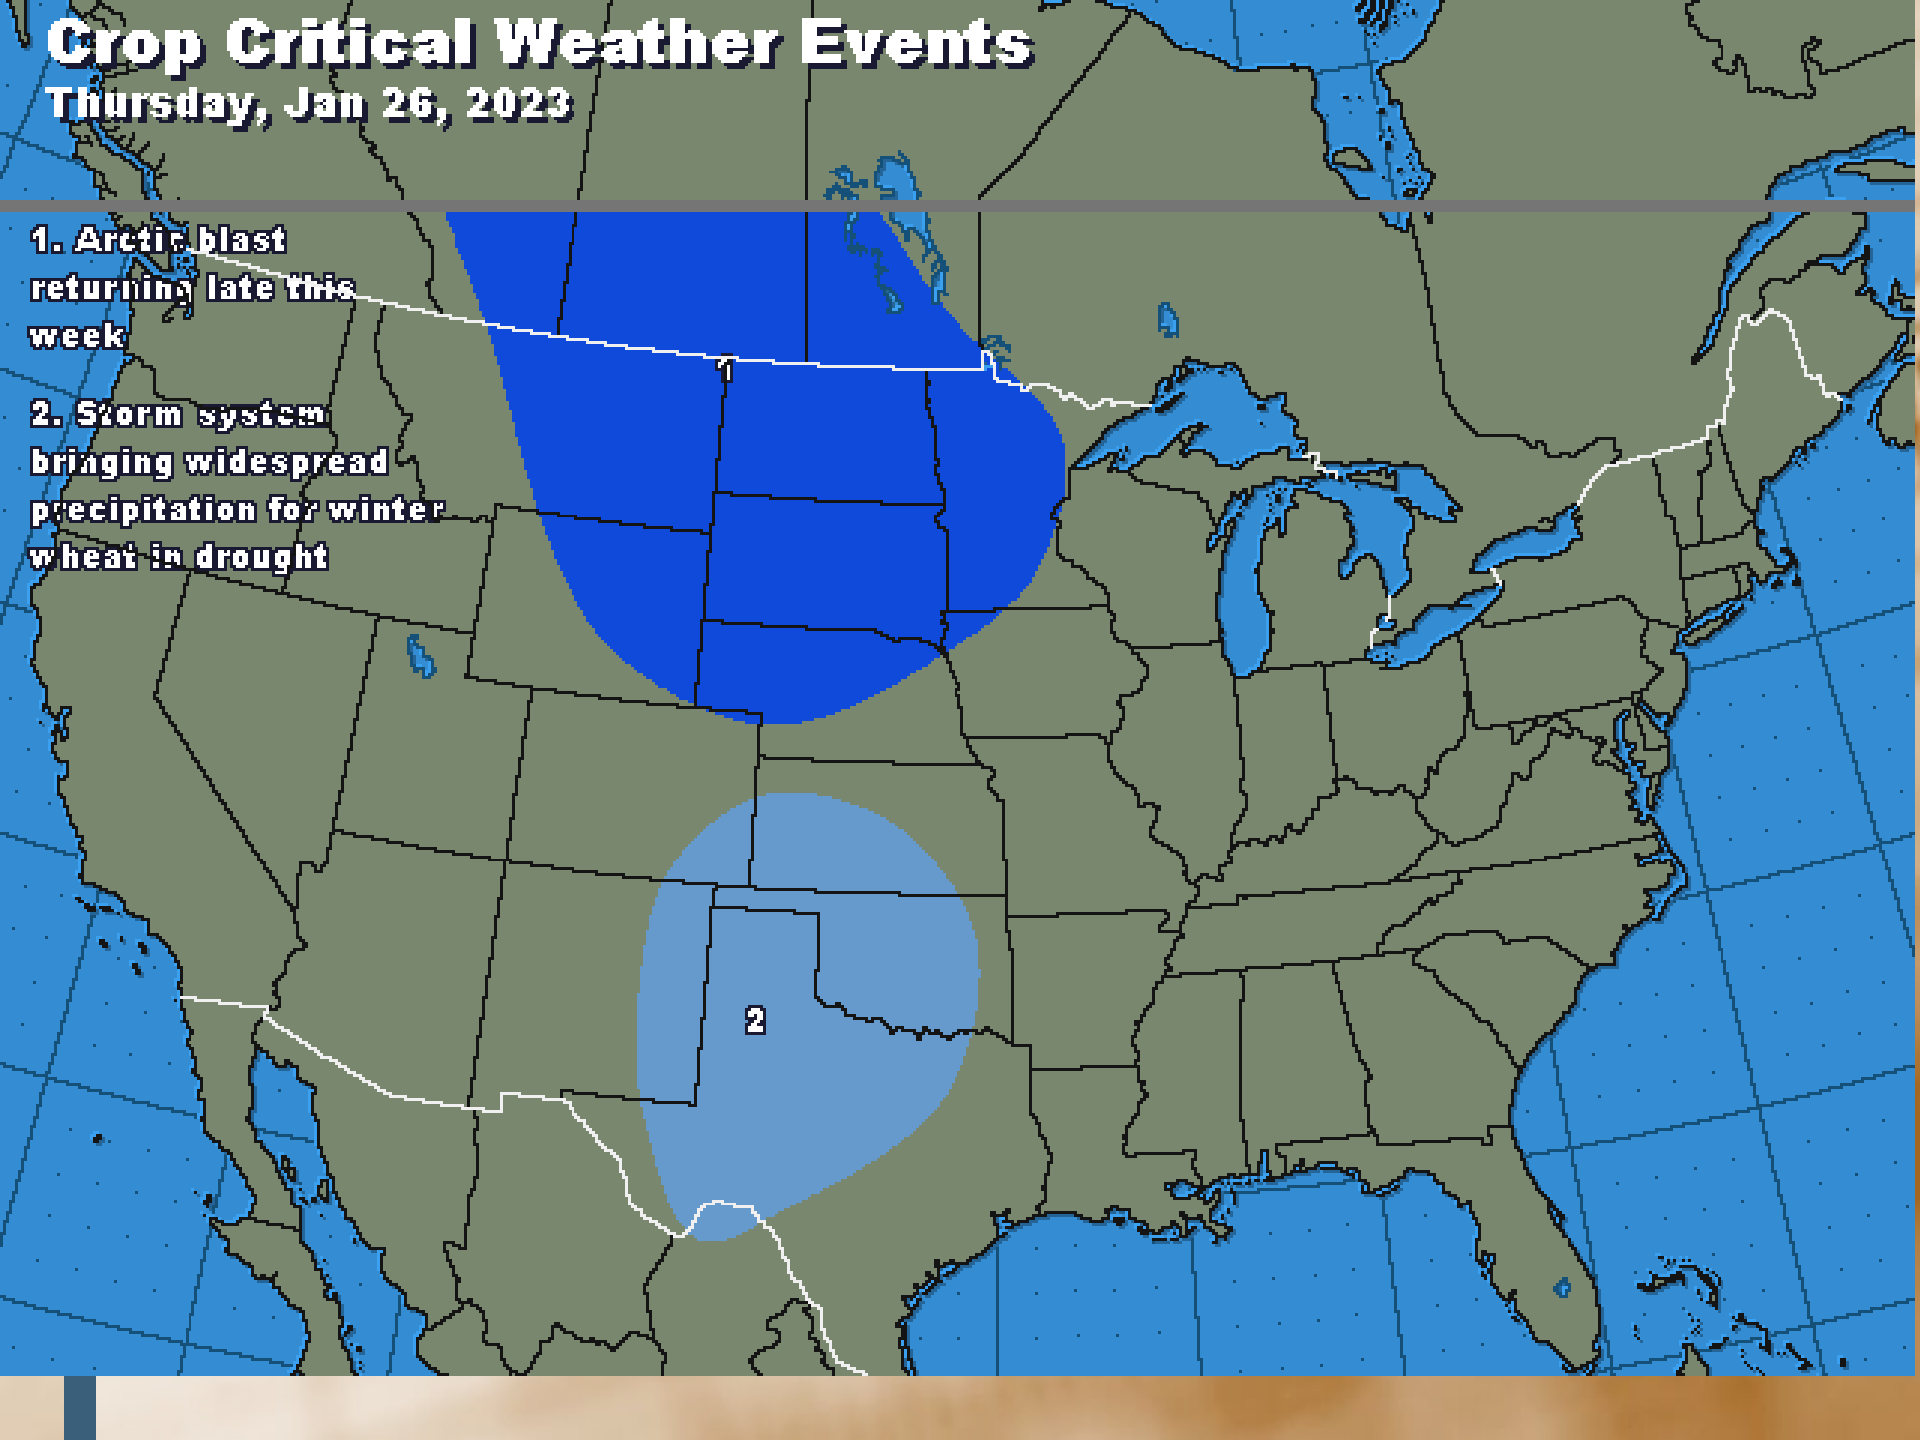 Crop Critical Weather Events
Thursday, Jan 26, 2023
1. Arctic blast
returning late this
week
1
2. Storm system
bringing widespread
precipitation for winter
wheat in drought
2